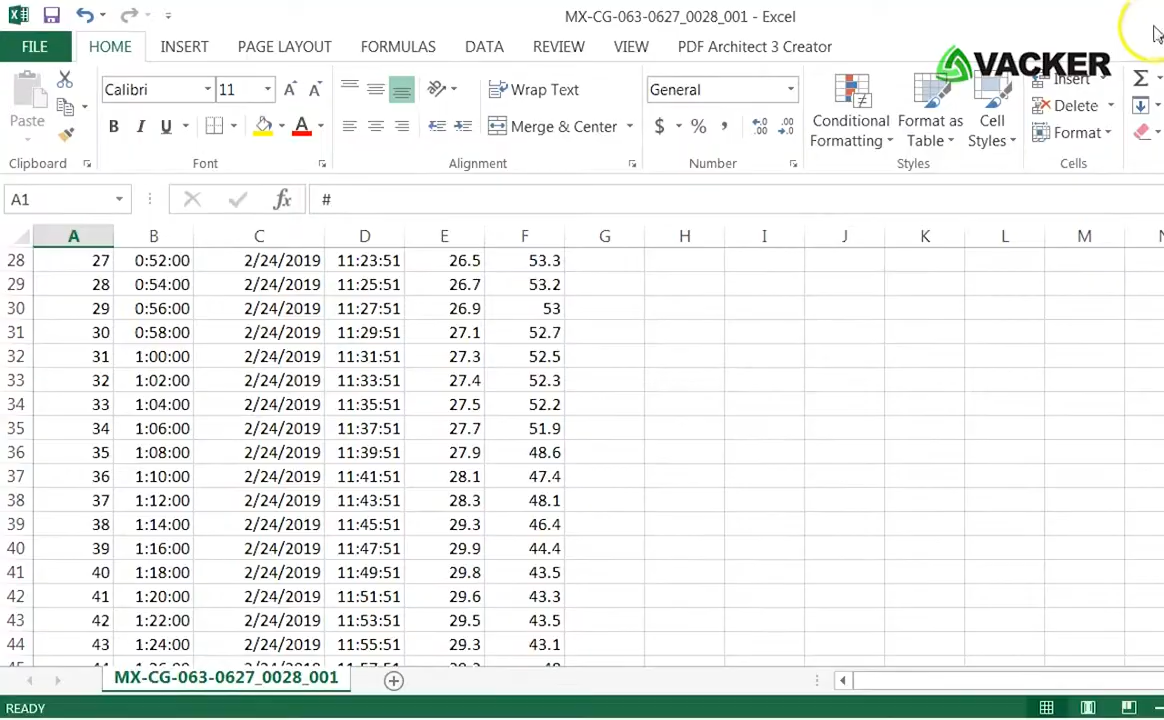 MX-CG-063-0627_0028_001 - Excel
FILE HOME INSERT PAGE LAYOUT FORMULAS DATA REVIEW VIEW PDF Architect 3 Creator
VACKER
Paste
Calibri 11
B I U A
Wrap Text
Merge & Center
General
$ % ,
Conditional Formatting
Format as Table
Cell Styles
Insert
Delete
Format
Clipboard Font Alignment Number Styles Cells
A1 fx #
A B C D E F G H I J K L M N
28 27 0:52:00 2/24/2019 11:23:51 26.5 53.3
29 28 0:54:00 2/24/2019 11:25:51 26.7 53.2
30 29 0:56:00 2/24/2019 11:27:51 26.9 53
31 30 0:58:00 2/24/2019 11:29:51 27.1 52.7
32 31 1:00:00 2/24/2019 11:31:51 27.3 52.5
33 32 1:02:00 2/24/2019 11:33:51 27.4 52.3
34 33 1:04:00 2/24/2019 11:35:51 27.5 52.2
35 34 1:06:00 2/24/2019 11:37:51 27.7 51.9
36 35 1:08:00 2/24/2019 11:39:51 27.9 48.6
37 36 1:10:00 2/24/2019 11:41:51 28.1 47.4
38 37 1:12:00 2/24/2019 11:43:51 28.3 48.1
39 38 1:14:00 2/24/2019 11:45:51 29.3 46.4
40 39 1:16:00 2/24/2019 11:47:51 29.9 44.4
41 40 1:18:00 2/24/2019 11:49:51 29.8 43.5
42 41 1:20:00 2/24/2019 11:51:51 29.6 43.3
43 42 1:22:00 2/24/2019 11:53:51 29.5 43.5
44 43 1:24:00 2/24/2019 11:55:51 29.3 43.1
MX-CG-063-0627_0028_001
READY